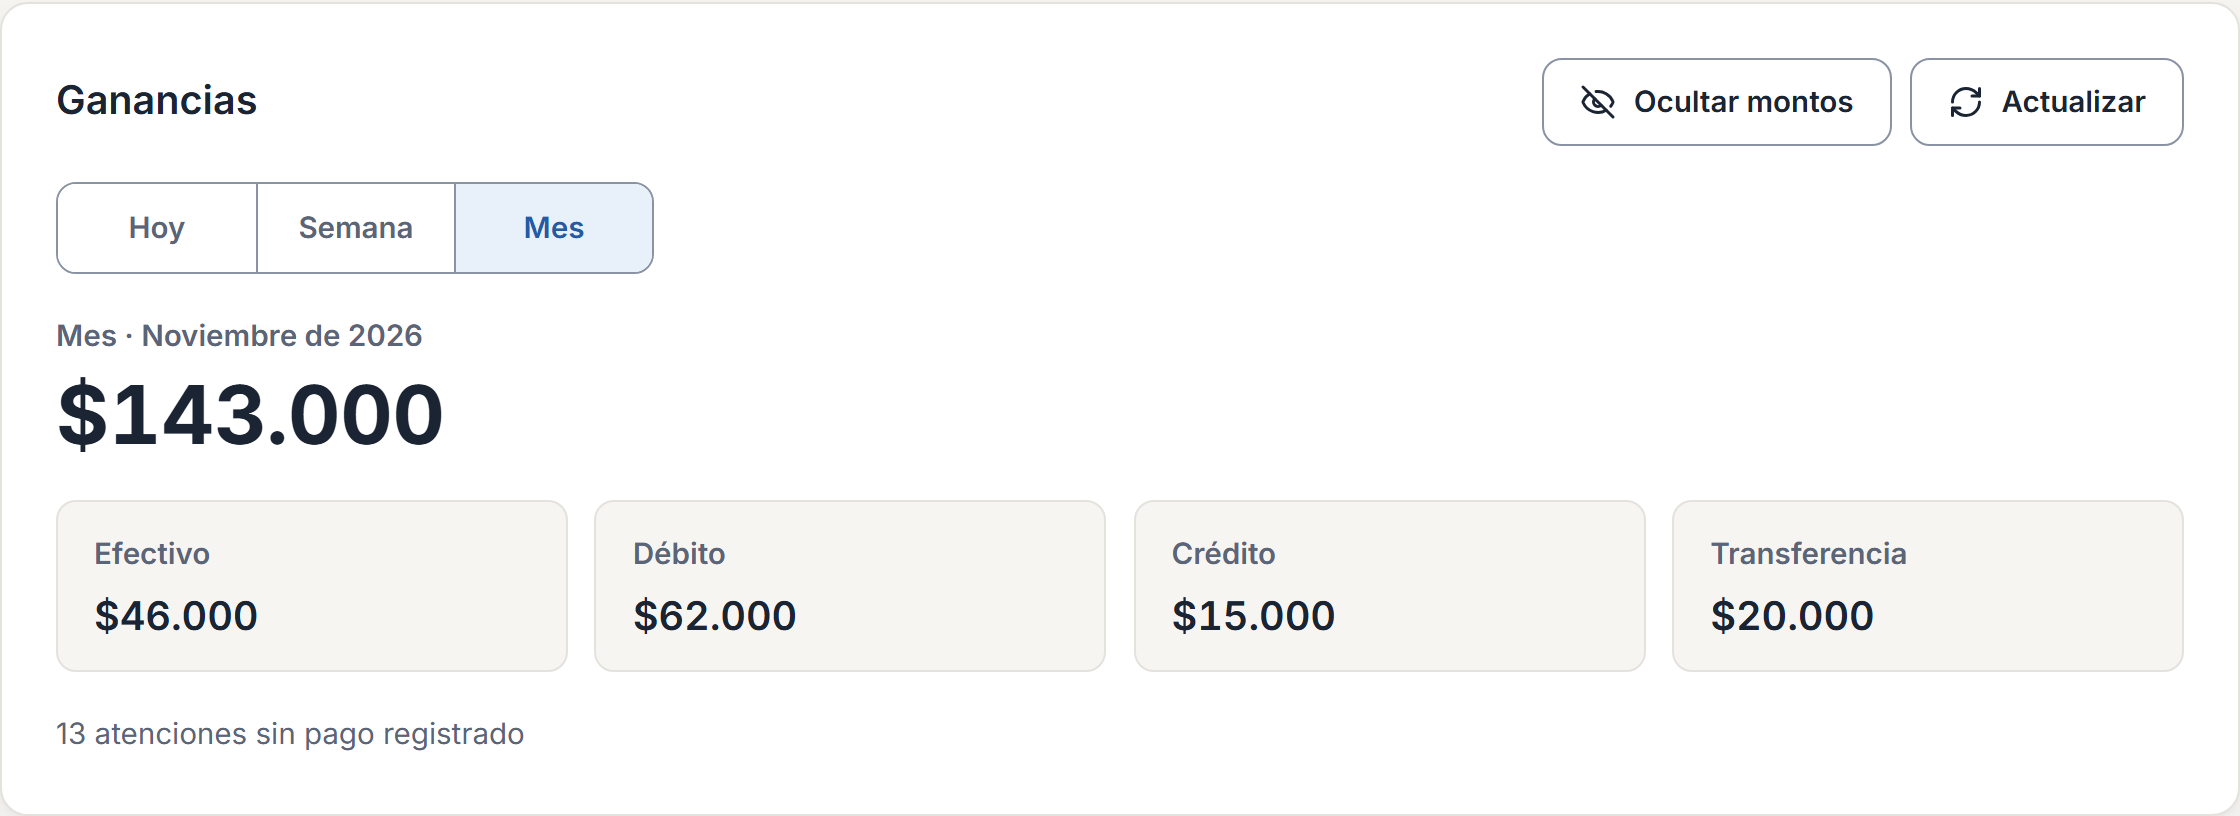 Ganancias
Ocultar montos
Actualizar
Hoy
Semana
Mes
Mes · Noviembre de 2026
$143.000
Efectivo
$46.000
Débito
$62.000
Crédito
$15.000
Transferencia
$20.000
13 atenciones sin pago registrado